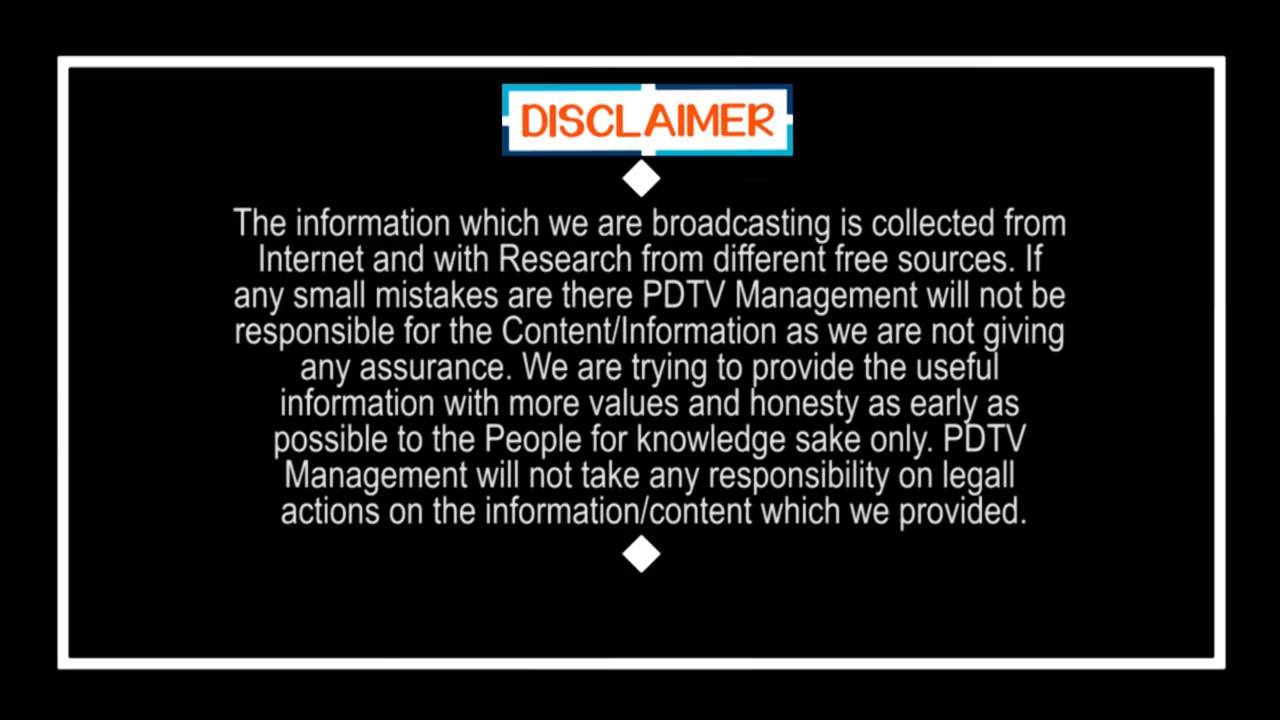 DISCLAIMER
The information which we are broadcasting is collected from
Internet and with Research from different free sources. If
any small mistakes are there PDTV Management will not be
responsible for the Content/Information as we are not giving
any assurance. We are trying to provide the useful
information with more values and honesty as early as
possible to the People for knowledge sake only. PDTV
Management will not take any responsibility on legall
actions on the information/content which we provided.